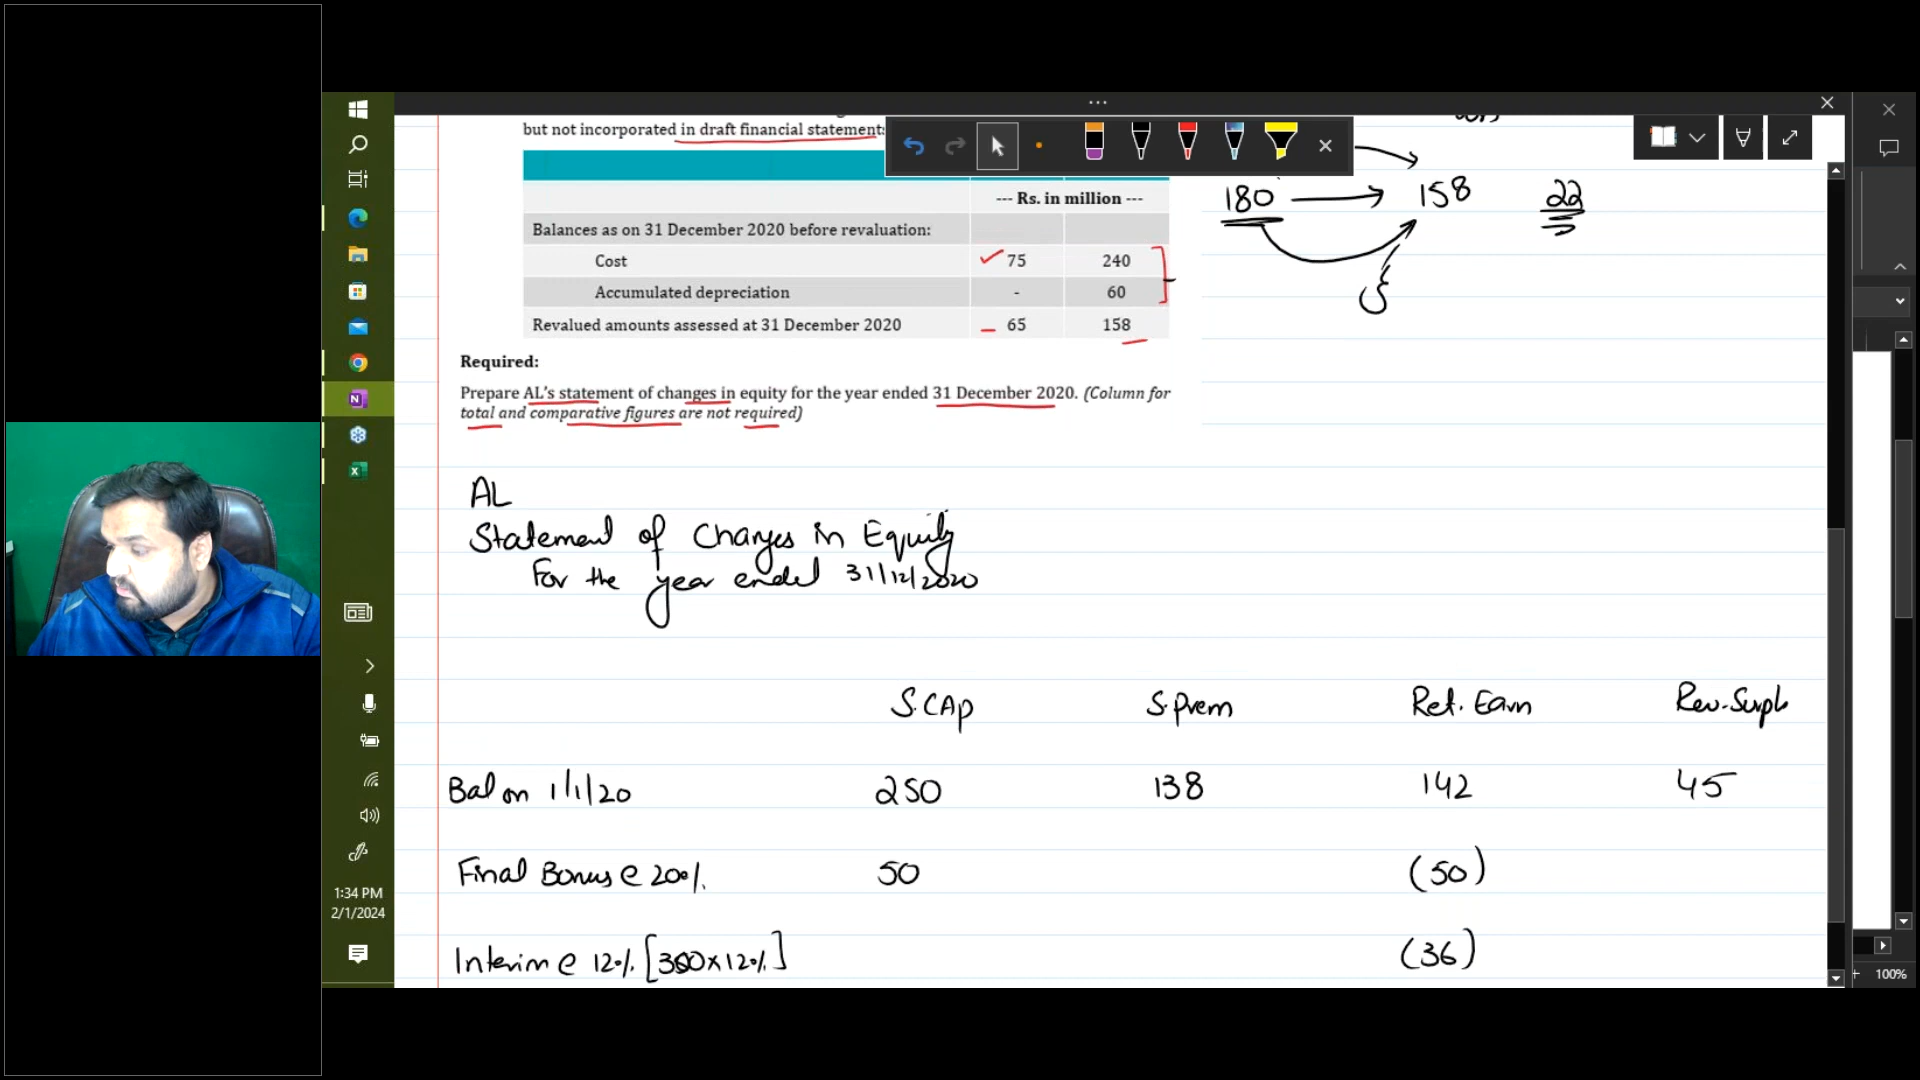 but not incorporated in draft financial statement
180 158 22
--- Rs. in million ---
Balances as on 31 December 2020 before revaluation:
Cost 75 240
Accumulated depreciation - 60
Revalued amounts assessed at 31 December 2020 65 158
Required:
Prepare AL's statement of changes in equity for the year ended 31 December 2020. (Column for
total and comparative figures are not required)
AL
Statement of Changes in Equity
For the year ended 31/12/2020
S.CAp S.Prem Ret. Earn Rev.Surpl
Bal on 1/1/20 250 138 142 45
Final Bonus @ 20%. 50 (50)
Interim @ 12% [300x12%] (36)
1:34 PM
2/1/2024
100%